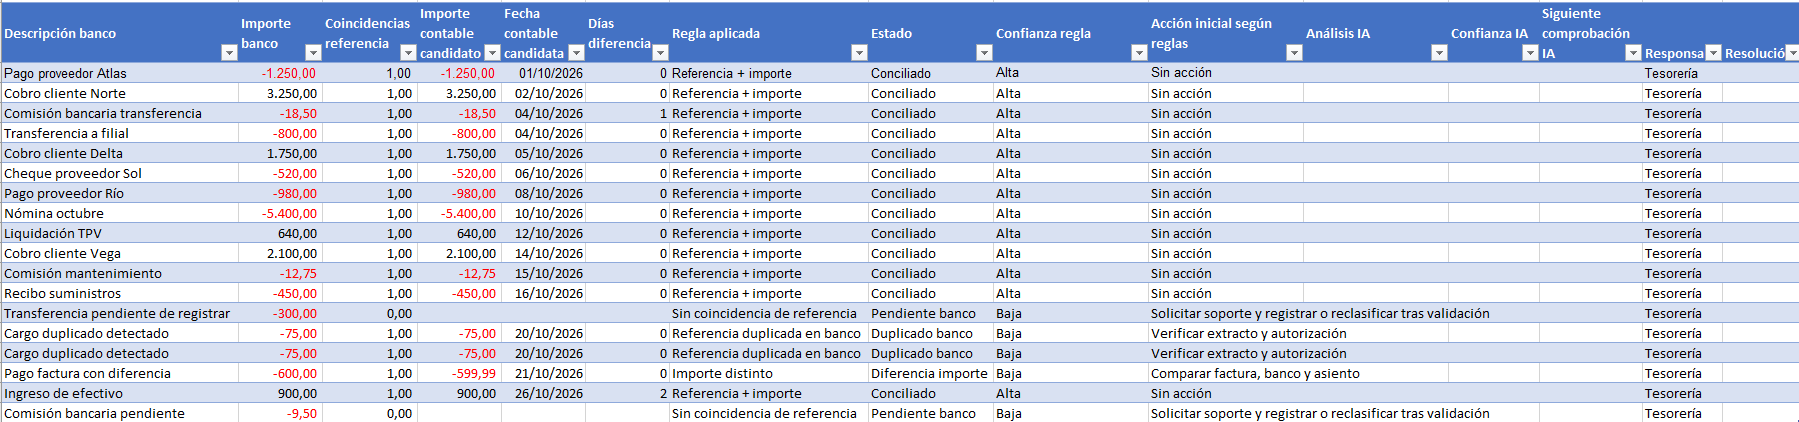 Descripción banco	Importe banco	Coincidencias referencia	Importe contable candidato	Fecha contable candidata	Días diferencia	Regla aplicada	Estado	Confianza regla	Acción inicial según reglas	Análisis IA	Confianza IA	Siguiente comprobación IA	Responsa	Resolució
Pago proveedor Atlas	-1.250,00	1,00	-1.250,00	01/10/2026	0	Referencia + importe	Conciliado	Alta	Sin acción	Tesorería
Cobro cliente Norte	3.250,00	1,00	3.250,00	02/10/2026	0	Referencia + importe	Conciliado	Alta	Sin acción	Tesorería
Comisión bancaria transferencia	-18,50	1,00	-18,50	04/10/2026	1	Referencia + importe	Conciliado	Alta	Sin acción	Tesorería
Transferencia a filial	-800,00	1,00	-800,00	04/10/2026	0	Referencia + importe	Conciliado	Alta	Sin acción	Tesorería
Cobro cliente Delta	1.750,00	1,00	1.750,00	05/10/2026	0	Referencia + importe	Conciliado	Alta	Sin acción	Tesorería
Cheque proveedor Sol	-520,00	1,00	-520,00	06/10/2026	0	Referencia + importe	Conciliado	Alta	Sin acción	Tesorería
Pago proveedor Río	-980,00	1,00	-980,00	08/10/2026	0	Referencia + importe	Conciliado	Alta	Sin acción	Tesorería
Nómina octubre	-5.400,00	1,00	-5.400,00	10/10/2026	0	Referencia + importe	Conciliado	Alta	Sin acción	Tesorería
Liquidación TPV	640,00	1,00	640,00	12/10/2026	0	Referencia + importe	Conciliado	Alta	Sin acción	Tesorería
Cobro cliente Vega	2.100,00	1,00	2.100,00	14/10/2026	0	Referencia + importe	Conciliado	Alta	Sin acción	Tesorería
Comisión mantenimiento	-12,75	1,00	-12,75	15/10/2026	0	Referencia + importe	Conciliado	Alta	Sin acción	Tesorería
Recibo suministros	-450,00	1,00	-450,00	16/10/2026	0	Referencia + importe	Conciliado	Alta	Sin acción	Tesorería
Transferencia pendiente de registrar	-300,00	0,00	Sin coincidencia de referencia	Pendiente banco	Baja	Solicitar soporte y registrar o reclasificar tras validación	Tesorería
Cargo duplicado detectado	-75,00	1,00	-75,00	20/10/2026	0	Referencia duplicada en banco	Duplicado banco	Baja	Verificar extracto y autorización	Tesorería
Cargo duplicado detectado	-75,00	1,00	-75,00	20/10/2026	0	Referencia duplicada en banco	Duplicado banco	Baja	Verificar extracto y autorización	Tesorería
Pago factura con diferencia	-600,00	1,00	-599,99	21/10/2026	0	Importe distinto	Diferencia importe	Baja	Comparar factura, banco y asiento	Tesorería
Ingreso de efectivo	900,00	1,00	900,00	26/10/2026	2	Referencia + importe	Conciliado	Alta	Sin acción	Tesorería
Comisión bancaria pendiente	-9,50	0,00	Sin coincidencia de referencia	Pendiente banco	Baja	Solicitar soporte y registrar o reclasificar tras validación	Tesorería